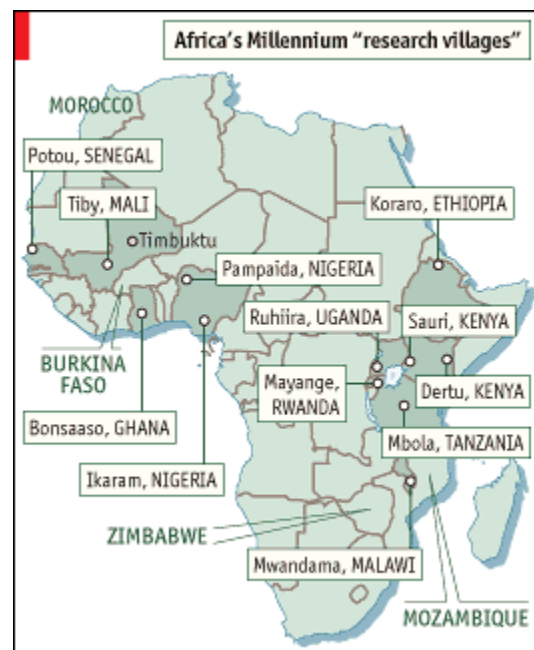 Africa's Millennium “research villages”
MOROCCO
Potou, SENEGAL
Tiby, MALI
Koraro, ETHIOPIA
Timbuktu
Pampaida, NIGERIA
Ruhiira, UGANDA
Sauri, KENYA
BURKINA
FASO
Mayange,
RWANDA
Dertu, KENYA
Bonsaaso, GHANA
Mbola, TANZANIA
Ikaram, NIGERIA
ZIMBABWE
Mwandama, MALAWI
MOZAMBIQUE